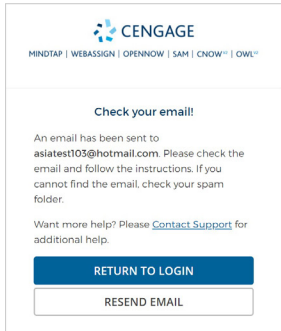 CENGAGE
MINDTAP | WEBASSIGN | OPENNOW | SAM | CNOWv2 | OWLv2
Check your email!
An email has been sent to
asiatest103@hotmail.com. Please check the
email and follow the instructions. If you
cannot find the email, check your spam
folder.
Want more help? Please Contact Support for
additional help.
RETURN TO LOGIN
RESEND EMAIL